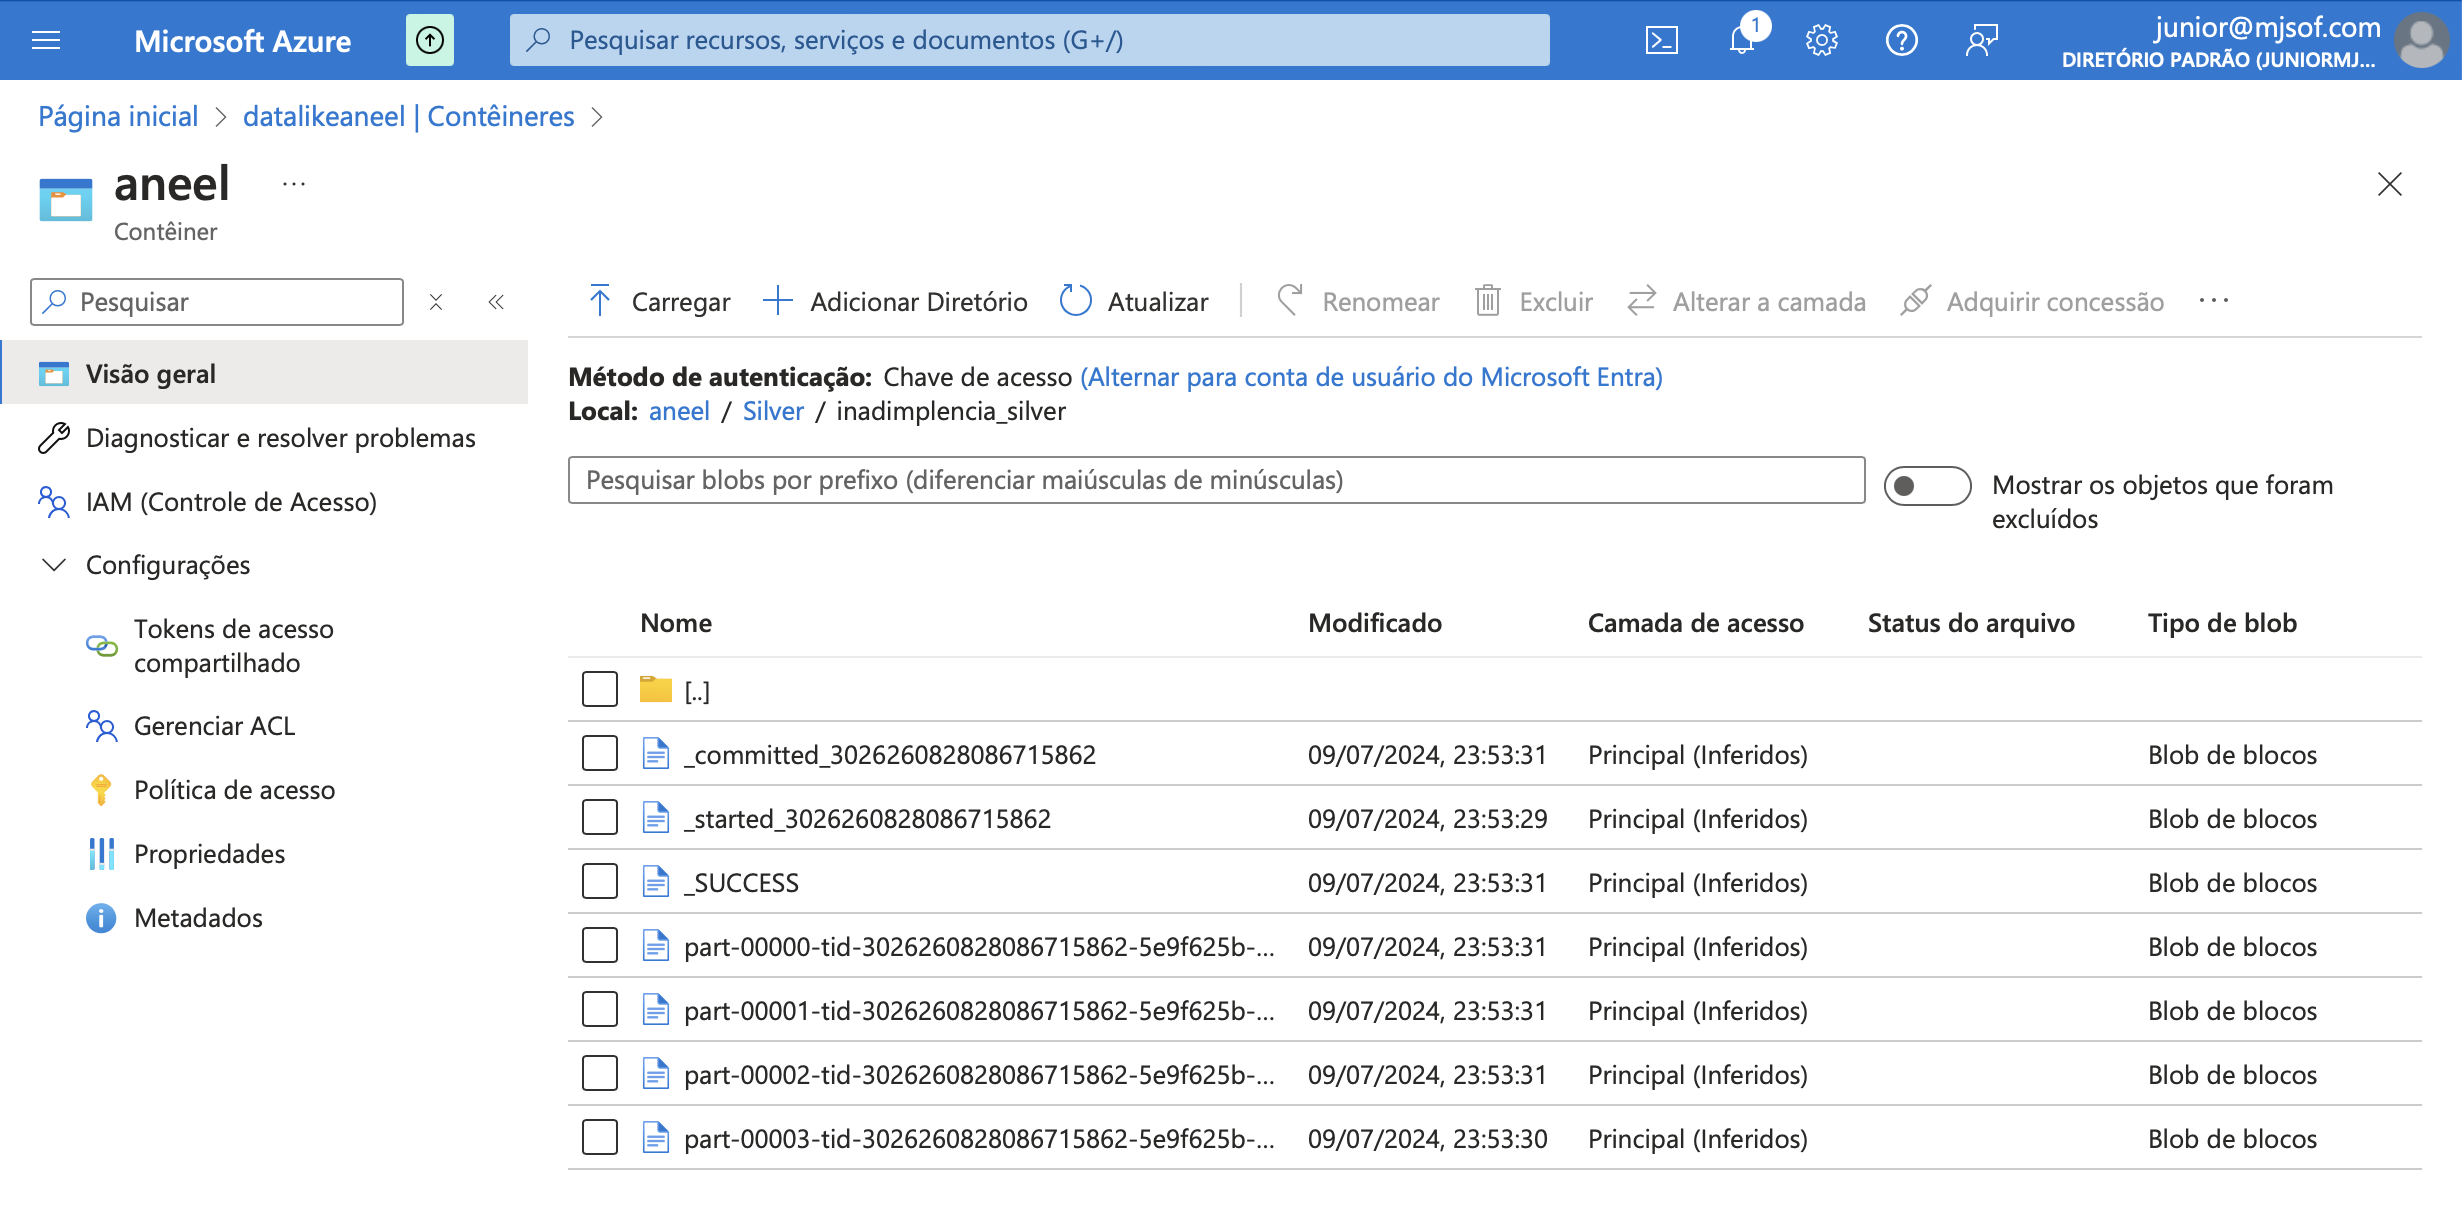 Microsoft Azure
Pesquisar recursos, serviços e documentos (G+/)
1
junior@mjsof.com
DIRETÓRIO PADRÃO (JUNIORMJ...
Página inicial > datalikeaneel | Contêineres >
aneel ...
Contêiner
Pesquisar
Visão geral
Diagnosticar e resolver problemas
IAM (Controle de Acesso)
Configurações
Tokens de acesso
compartilhado
Gerenciar ACL
Política de acesso
Propriedades
Metadados
Carregar Adicionar Diretório Atualizar Renomear Excluir Alterar a camada Adquirir concessão ...
Método de autenticação: Chave de acesso (Alternar para conta de usuário do Microsoft Entra)
Local: aneel / Silver / inadimplencia_silver
Pesquisar blobs por prefixo (diferenciar maiúsculas de minúsculas)
Mostrar os objetos que foram
excluídos
Nome Modificado Camada de acesso Status do arquivo Tipo de blob
[..]
_committed_3026260828086715862 09/07/2024, 23:53:31 Principal (Inferidos) Blob de blocos
_started_3026260828086715862 09/07/2024, 23:53:29 Principal (Inferidos) Blob de blocos
_SUCCESS 09/07/2024, 23:53:31 Principal (Inferidos) Blob de blocos
part-00000-tid-3026260828086715862-5e9f625b-... 09/07/2024, 23:53:31 Principal (Inferidos) Blob de blocos
part-00001-tid-3026260828086715862-5e9f625b-... 09/07/2024, 23:53:31 Principal (Inferidos) Blob de blocos
part-00002-tid-3026260828086715862-5e9f625b-... 09/07/2024, 23:53:31 Principal (Inferidos) Blob de blocos
part-00003-tid-3026260828086715862-5e9f625b-... 09/07/2024, 23:53:30 Principal (Inferidos) Blob de blocos